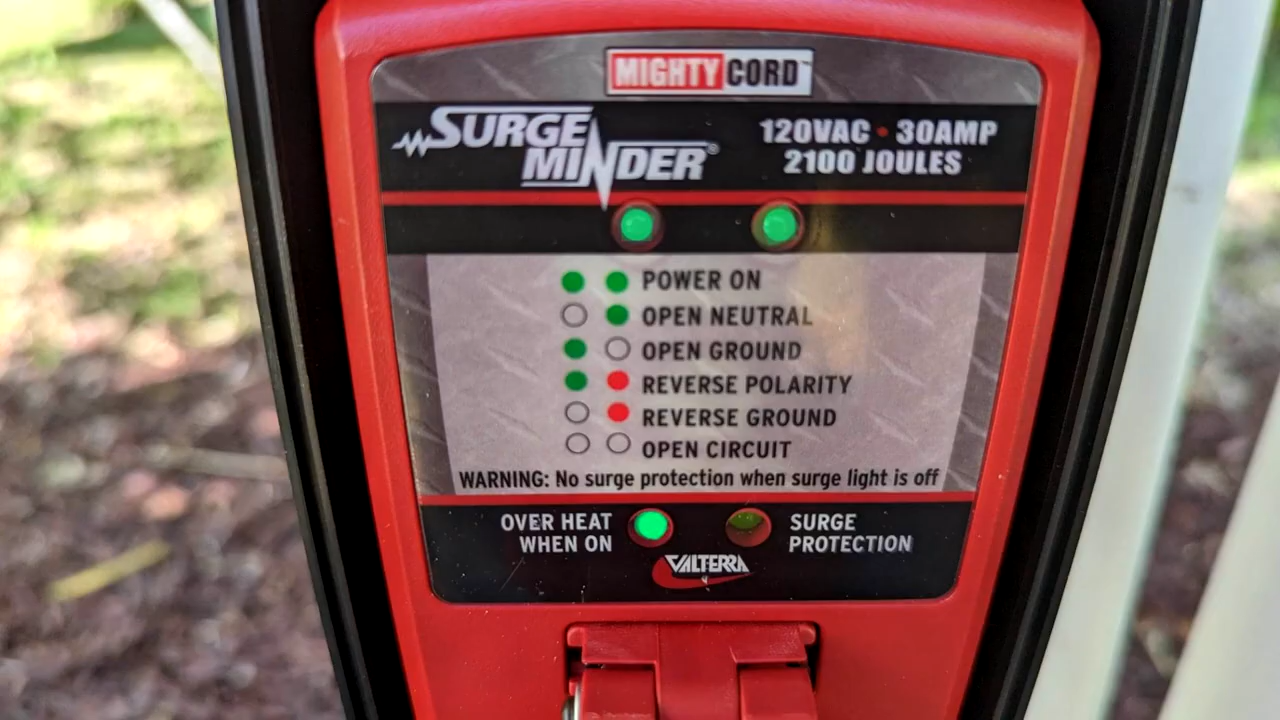 MIGHTY CORD™
SURGE MINDER®
120VAC • 30AMP
2100 JOULES
POWER ON
OPEN NEUTRAL
OPEN GROUND
REVERSE POLARITY
REVERSE GROUND
OPEN CIRCUIT
WARNING: No surge protection when surge light is off
OVER HEAT
WHEN ON
SURGE
PROTECTION
VALTERRA